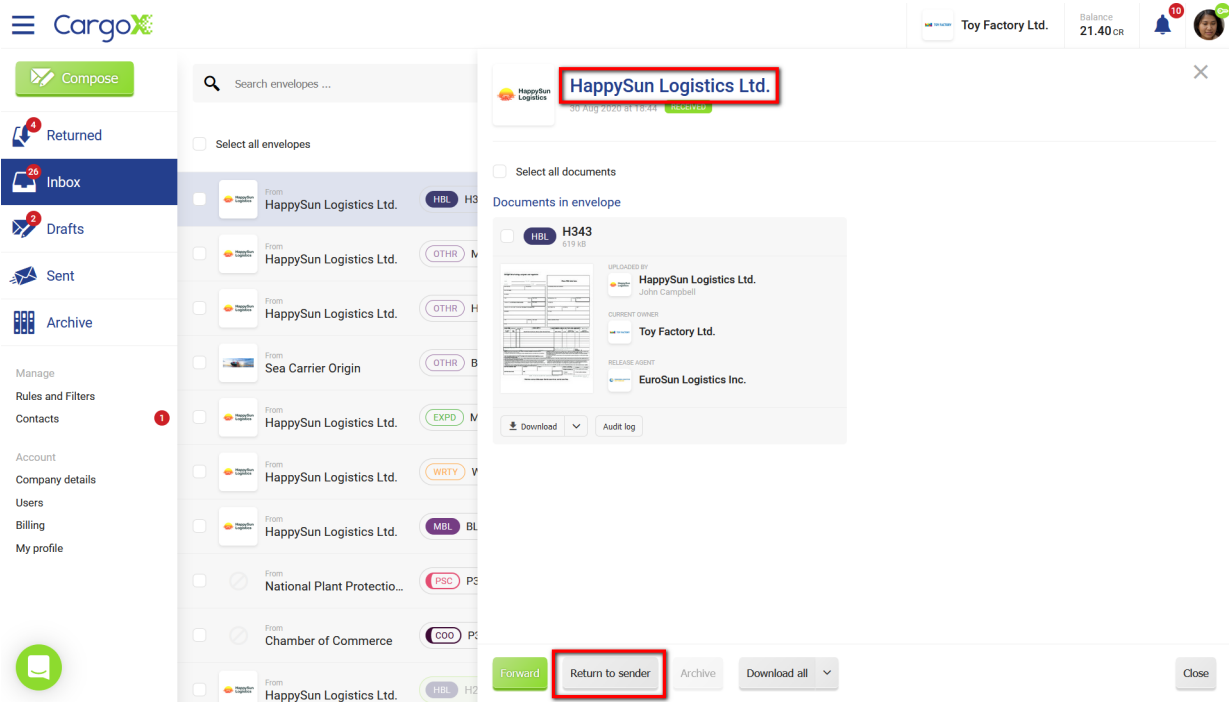 CargoX
Toy Factory Ltd.
Balance
21.40 CR
10
Compose
4
Returned
26
Inbox
2
Drafts
Sent
Archive
Manage
Rules and Filters
Contacts
1
Account
Company details
Users
Billing
My profile
Search envelopes ...
Select all envelopes
From
HappySun Logistics Ltd.
HBL H3
From
HappySun Logistics Ltd.
OTHR M
From
HappySun Logistics Ltd.
OTHR H
From
Sea Carrier Origin
OTHR B
From
HappySun Logistics Ltd.
EXPD M
From
HappySun Logistics Ltd.
WRTY
From
HappySun Logistics Ltd.
MBL BL
From
National Plant Protectio...
PSC P3
From
Chamber of Commerce
COO P3
From
HappySun Logistics Ltd.
HBL H2
HappySun
Logistics
HappySun Logistics Ltd.
30 Aug 2020 at 18:44 RECEIVED
Select all documents
Documents in envelope
HBL H343
619 kB
UPLOADED BY
HappySun Logistics Ltd.
John Campbell
CURRENT OWNER
Toy Factory Ltd.
RELEASE AGENT
EuroSun Logistics Inc.
Download
Audit log
Forward
Return to sender
Archive
Download all
Close